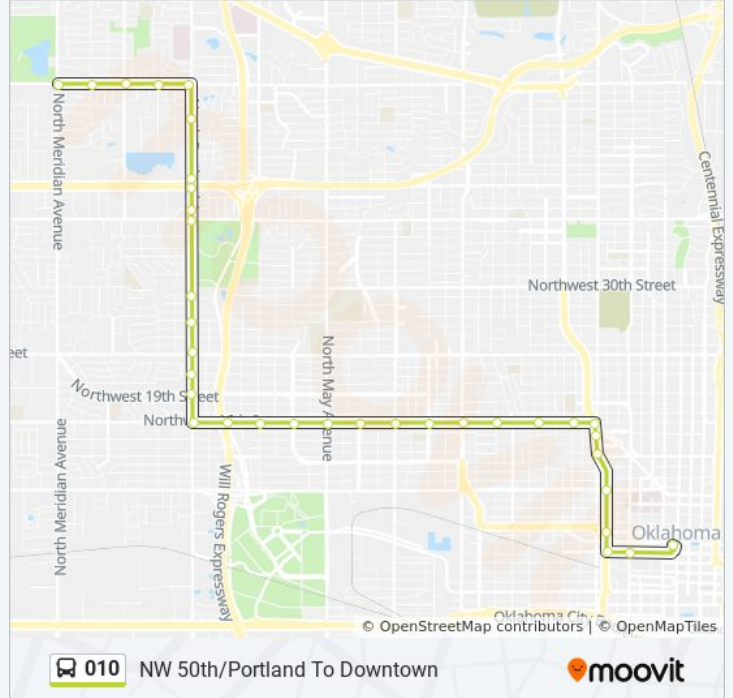 North Meridian Avenue
Centennial Expressway
Northwest 30th Street
eet
North May Avenue
Northwest 19th Street
North Meridian Avenue
Will Rogers Expressway
Oklahoma
Oklahoma City
© OpenStreetMap contributors | © OpenMapTiles
010 NW 50th/Portland To Downtown
moovit